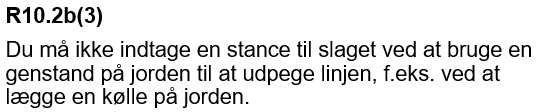 R10.2b(3)
Du må ikke indtage en stance til slaget ved at bruge en
genstand på jorden til at udpege linjen, f.eks. ved at
lægge en kølle på jorden.